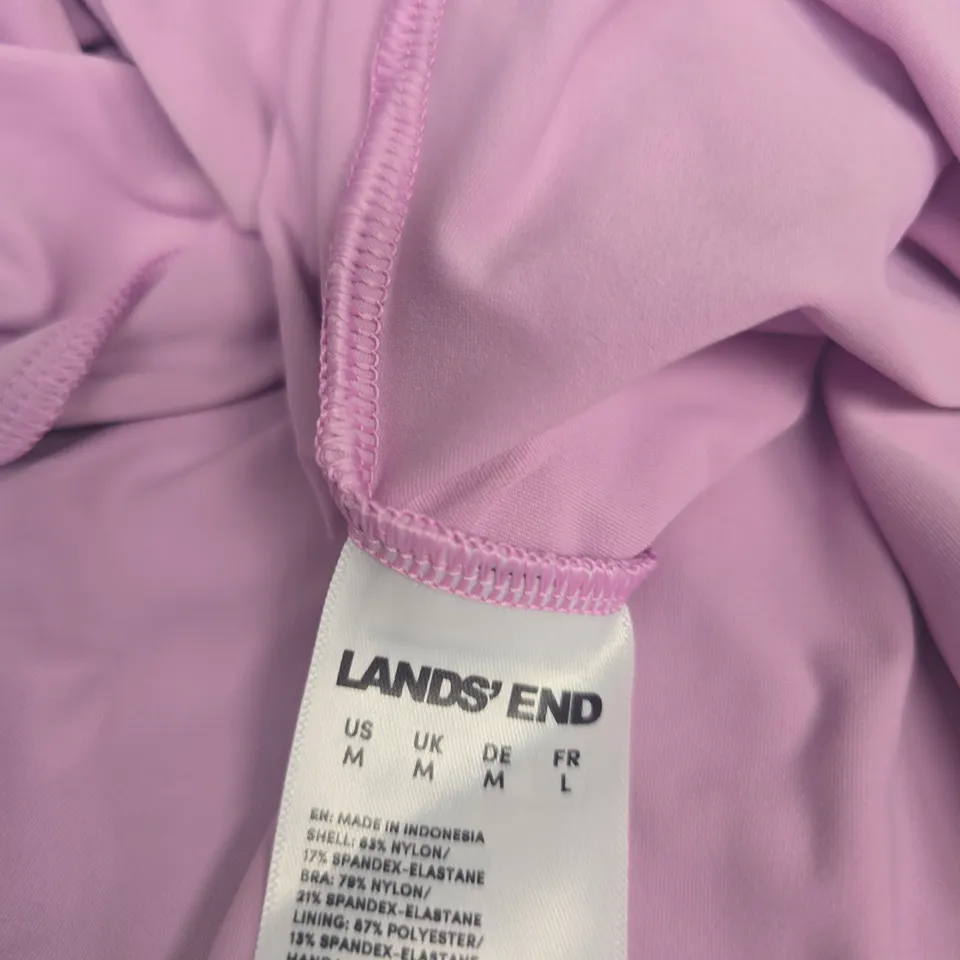 LANDS' END
US UK DE FR
M M M L
EN: MADE IN INDONESIA
SHELL: 83% NYLON/
17% SPANDEX-ELASTANE
BRA: 79% NYLON/
21% SPANDEX-ELASTANE
LINING: 87% POLYESTER/
13% SPANDEX-ELASTANE